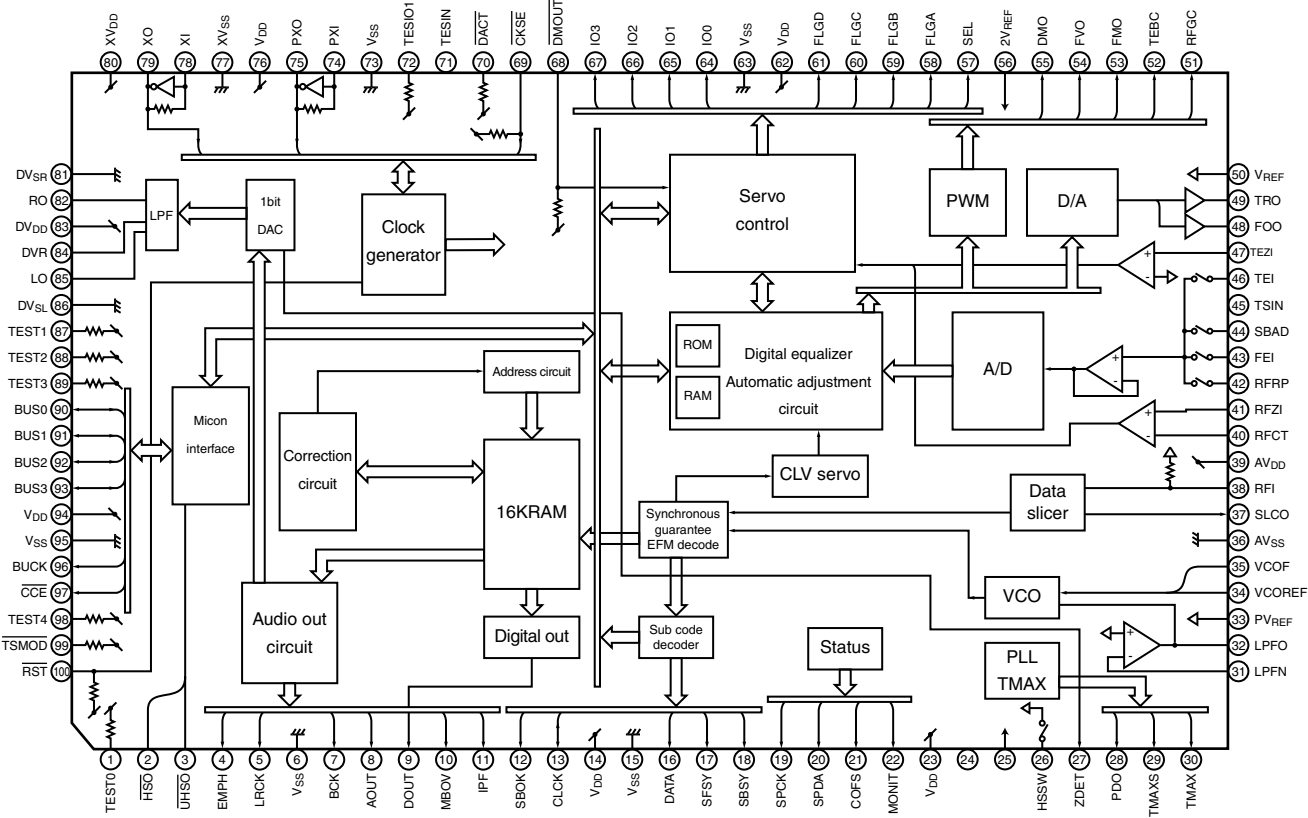 XVDD
XO
XI
XVSS
VDD
PXO
PXI
VSS
TESIO1
TESIN
DACT
CKSE
DMOUT
IO3
IO2
IO1
IO0
VSS
VDD
FLGD
FLGC
FLGB
FLGA
SEL
2VREF
DMO
FVO
FMO
TEBC
RFGC
80 79 78 77 76 75 74 73 72 71 70 69 68 67 66 65 64 63 62 61 60 59 58 57 56 55 54 53 52 51
DVSR 81
RO 82
DVDD 83
DVR 84
LO 85
DVSL 86
TEST1 87
TEST2 88
TEST3 89
BUS0 90
BUS1 91
BUS2 92
BUS3 93
VDD 94
VSS 95
BUCK 96
CCE 97
TEST4 98
TSMOD 99
RST 100
LPF
1bit
DAC
Clock
generator
Servo
control
PWM
D/A
ROM
RAM
Digital equalizer
Automatic adjustment
circuit
A/D
+
-
+
-
+
-
Address circuit
Micon
interface
Correction
circuit
16KRAM
CLV servo
Synchronous
guarantee
EFM decode
Data
slicer
VCO
+
-
Audio out
circuit
Digital out
Sub code
decoder
Status
PLL
TMAX
50 VREF
49 TRO
48 FOO
47 TEZI
46 TEI
45 TSIN
44 SBAD
43 FEI
42 RFRP
41 RFZI
40 RFCT
39 AVDD
38 RFI
37 SLCO
36 AVSS
35 VCOF
34 VCOREF
33 PVREF
32 LPFO
31 LPFN
1 2 3 4 5 6 7 8 9 10 11 12 13 14 15 16 17 18 19 20 21 22 23 24 25 26 27 28 29 30
TEST0
HSO
UHSO
EMPH
LRCK
VSS
BCK
AOUT
DOUT
MBOV
IPF
SBOK
CLCK
VDD
VSS
DATA
SFSY
SBSY
SPCK
SPDA
COFS
MONIT
VDD
HSSW
ZDET
PDO
TMAXS
TMAX